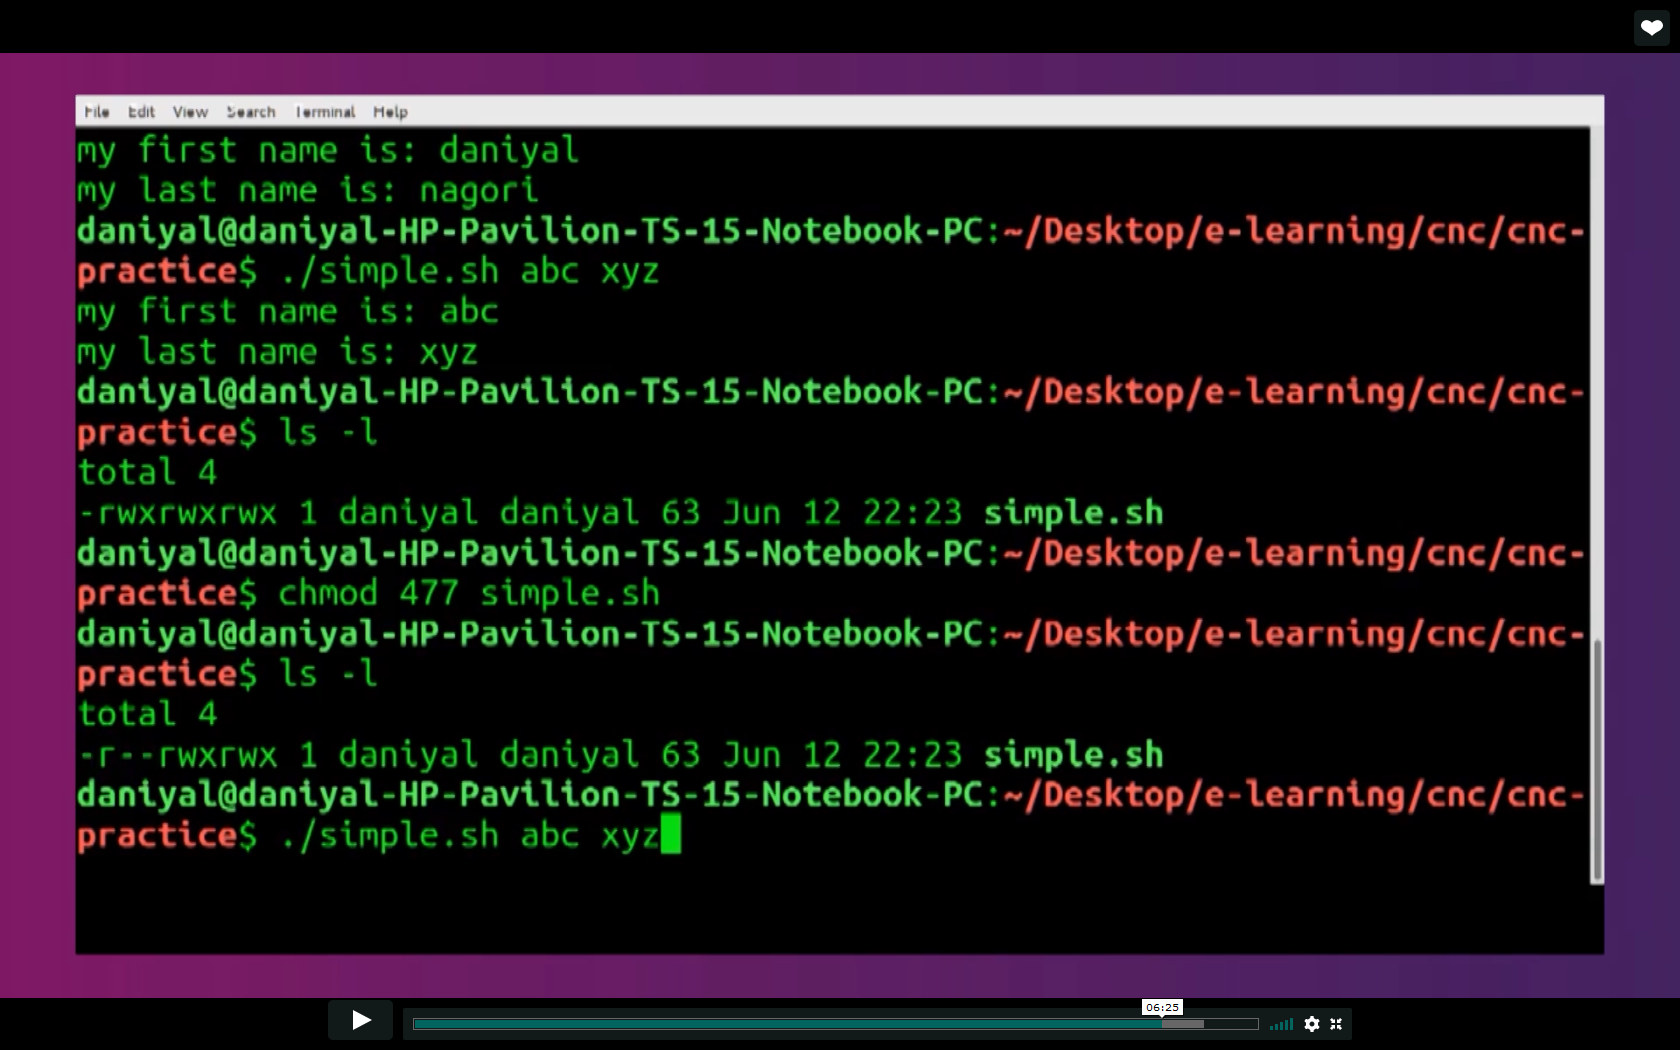 File Edit View Search Terminal Help
my first name is: daniyal
my last name is: nagori
daniyal@daniyal-HP-Pavilion-TS-15-Notebook-PC:~/Desktop/e-learning/cnc/cnc-
practice$ ./simple.sh abc xyz
my first name is: abc
my last name is: xyz
daniyal@daniyal-HP-Pavilion-TS-15-Notebook-PC:~/Desktop/e-learning/cnc/cnc-
practice$ ls -l
total 4
-rwxrwxrwx 1 daniyal daniyal 63 Jun 12 22:23 simple.sh
daniyal@daniyal-HP-Pavilion-TS-15-Notebook-PC:~/Desktop/e-learning/cnc/cnc-
practice$ chmod 477 simple.sh
daniyal@daniyal-HP-Pavilion-TS-15-Notebook-PC:~/Desktop/e-learning/cnc/cnc-
practice$ ls -l
total 4
-r--rwxrwx 1 daniyal daniyal 63 Jun 12 22:23 simple.sh
daniyal@daniyal-HP-Pavilion-TS-15-Notebook-PC:~/Desktop/e-learning/cnc/cnc-
practice$ ./simple.sh abc xyz
06:25